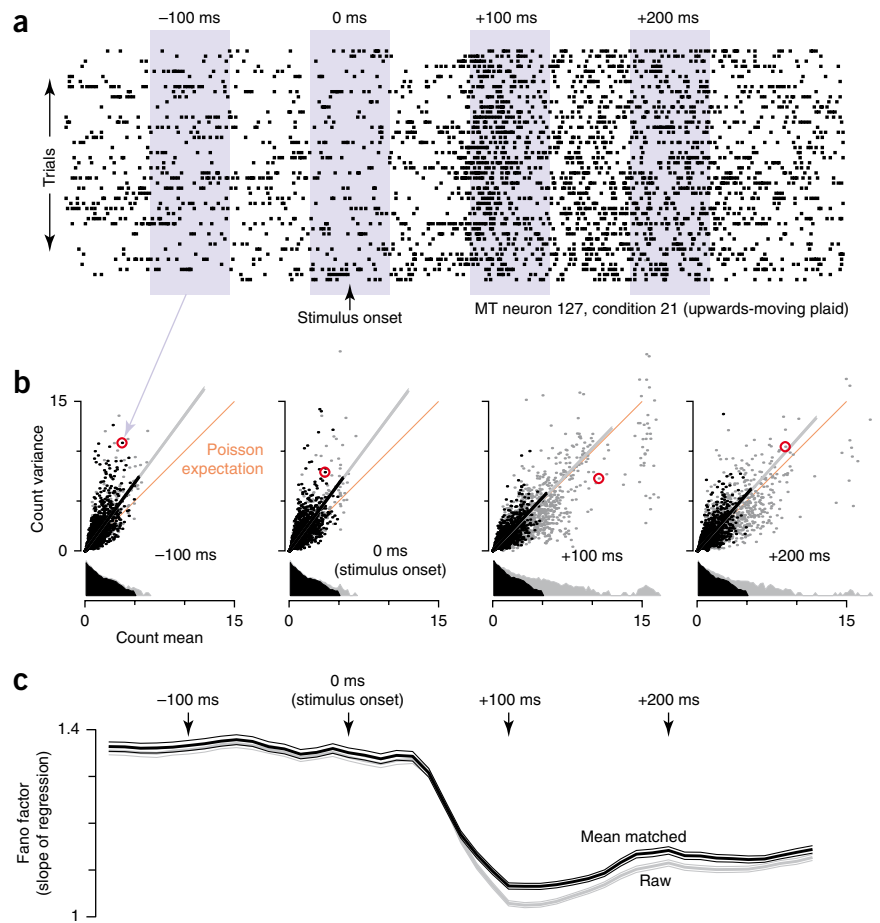 a
−100 ms
0 ms
+100 ms
+200 ms
Trials
Stimulus onset
MT neuron 127, condition 21 (upwards-moving plaid)
b
15
Count variance
0
Poisson
expectation
−100 ms
0 ms
(stimulus onset)
+100 ms
+200 ms
0
15
0
15
0
15
0
15
Count mean
c
−100 ms
0 ms
(stimulus onset)
+100 ms
+200 ms
1.4
Fano factor
(slope of regression)
1
Mean matched
Raw